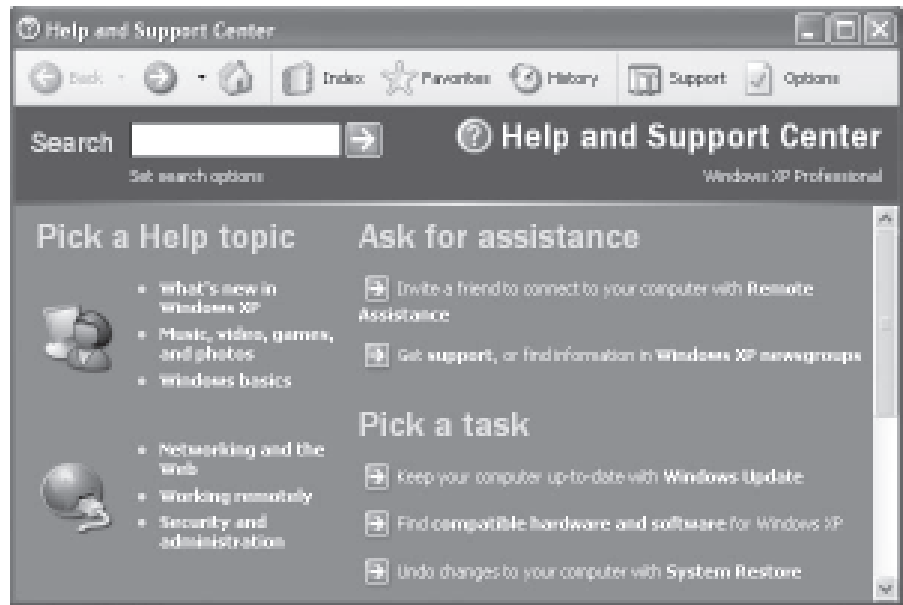 Help and Support Center
Back
Index
Favorites
History
Support
Options
Search
Set search options
Help and Support Center
Windows XP Professional
Pick a Help topic
What's new in
Windows XP
Music, video, games,
and photos
Windows basics
Networking and the
Web
Working remotely
Security and
administration
Ask for assistance
Invite a friend to connect to your computer with Remote
Assistance
Get support, or find information in Windows XP newsgroups
Pick a task
Keep your computer up-to-date with Windows Update
Find compatible hardware and software for Windows XP
Undo changes to your computer with System Restore